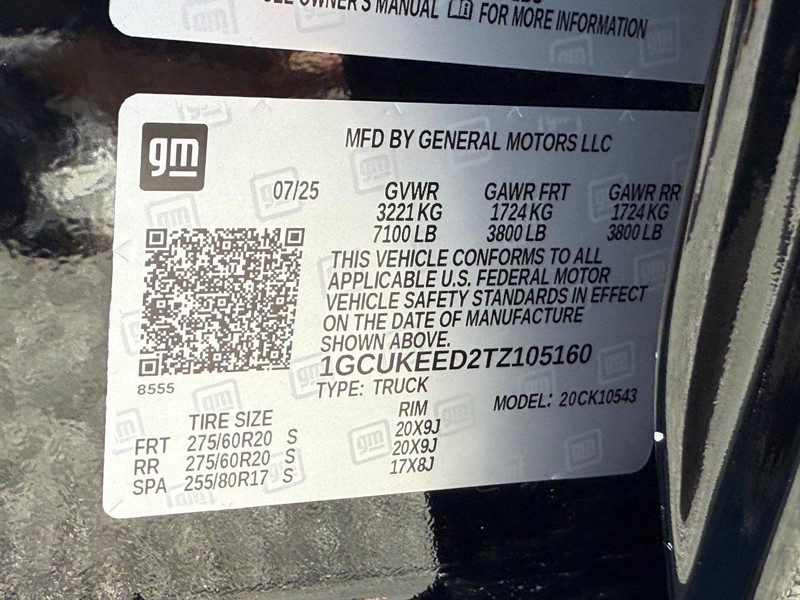 OWNER'S MANUAL FOR MORE INFORMATION
gm
MFD BY GENERAL MOTORS LLC
07/25 GVWR GAWR FRT GAWR RR
3221 KG 1724 KG 1724 KG
7100 LB 3800 LB 3800 LB
THIS VEHICLE CONFORMS TO ALL
APPLICABLE U.S. FEDERAL MOTOR
VEHICLE SAFETY STANDARDS IN EFFECT
ON THE DATE OF MANUFACTURE
SHOWN ABOVE.
1GCUKEED2TZ105160
8555
TYPE: TRUCK
MODEL: 20CK10543
TIRE SIZE RIM
FRT 275/60R20 S 20X9J
RR 275/60R20 S 20X9J
SPA 255/80R17 S 17X8J